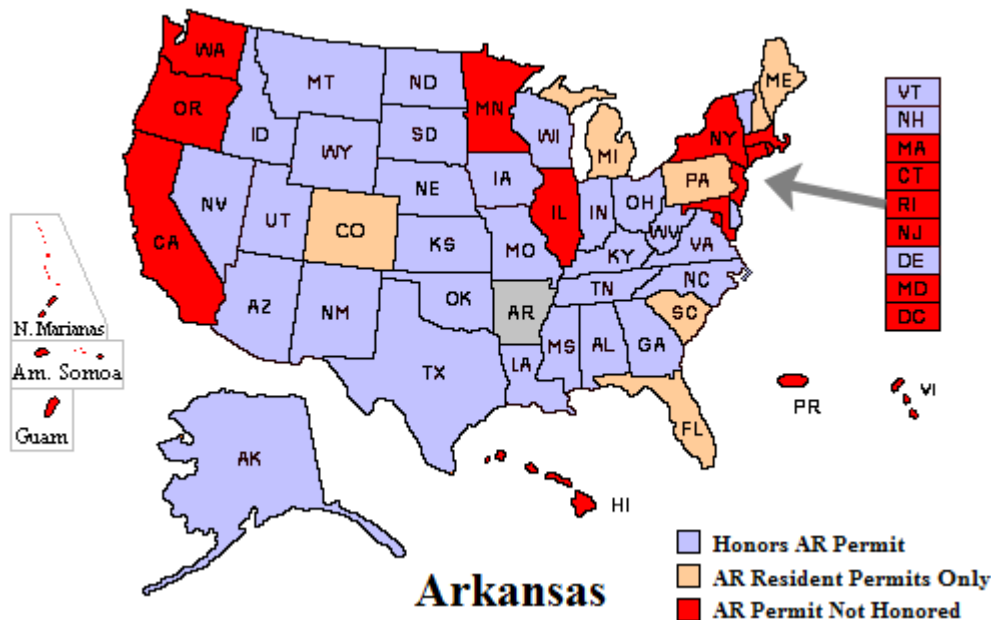 WA
MT
ND
MN
ME
VT
OR
ID
SD
WI
NY
NH
WY
MI
MA
IA
PA
CT
NE
NV
IL
IN
OH
RI
UT
CO
WV
NJ
CA
KS
MO
KY
VA
DE
AZ
NM
OK
TN
NC
MD
N. Marianas
AR
SC
DC
MS
AL
GA
Am. Somoa
TX
LA
PR
VI
Guam
FL
AK
HI
Honors AR Permit
Arkansas
AR Resident Permits Only
AR Permit Not Honored